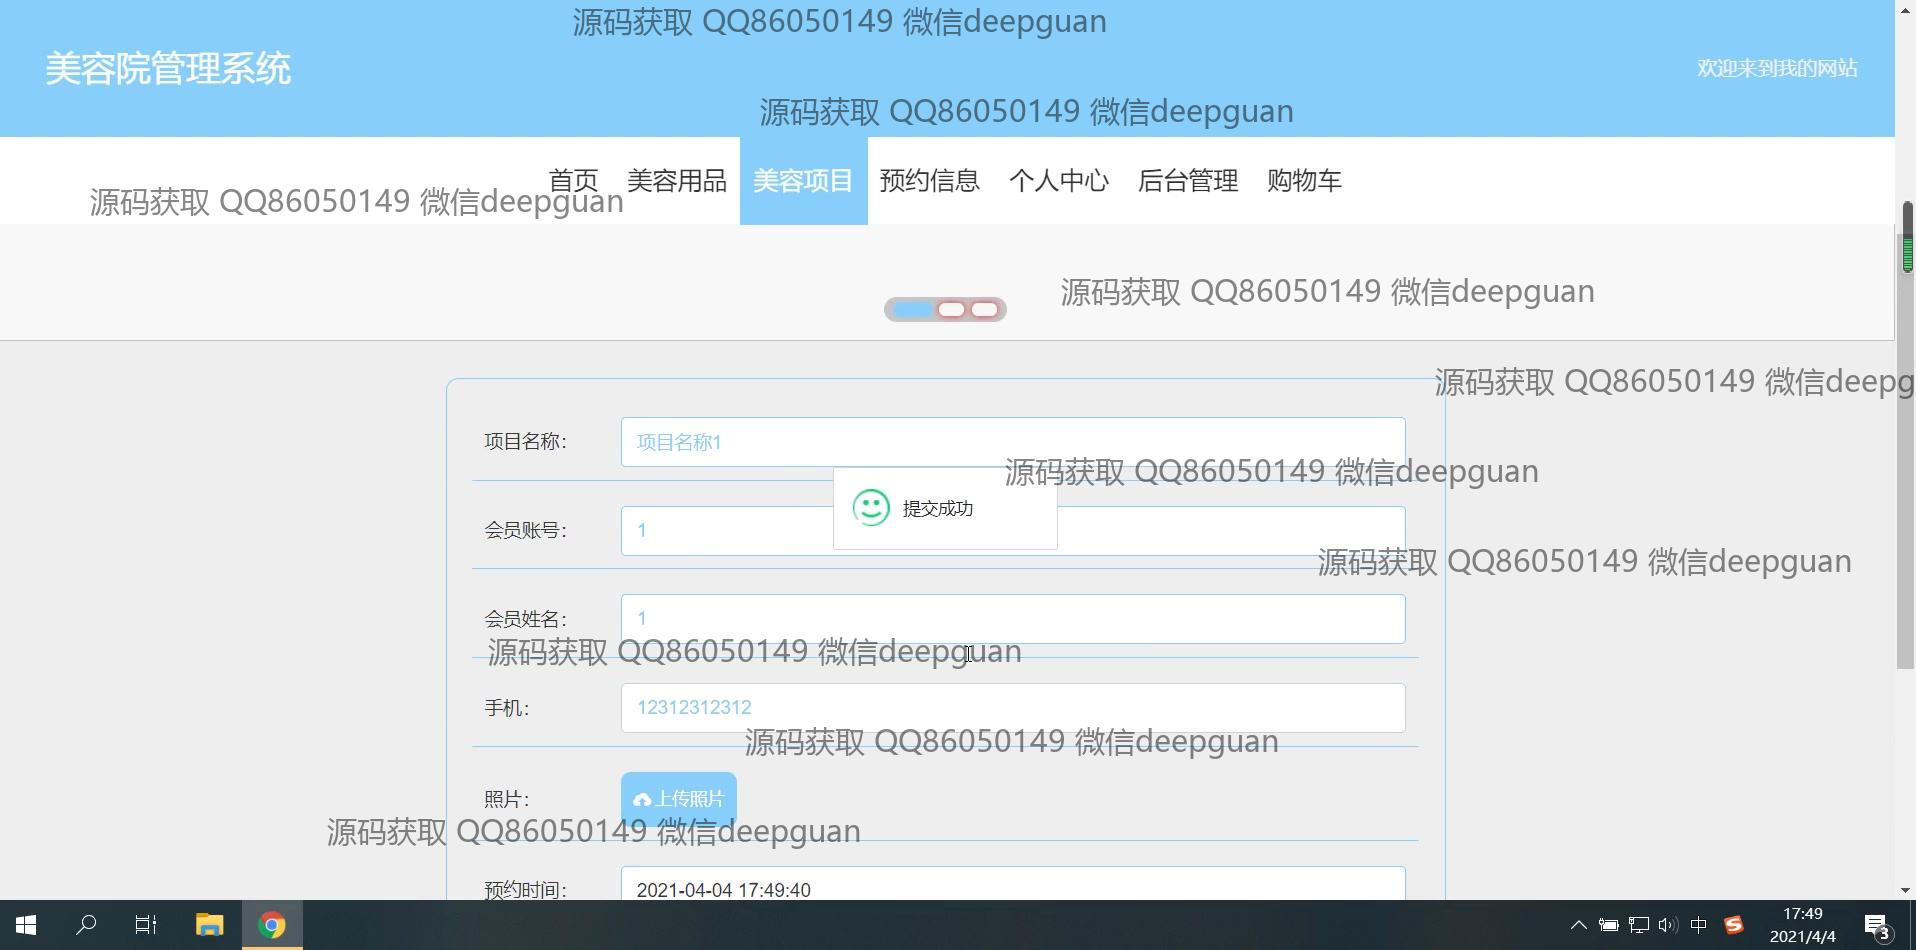 源码获取 QQ86050149 微信deepguan
美容院管理系统
欢迎来到我的网站
源码获取 QQ86050149 微信deepguan
首页 美容用品 美容项目 预约信息 个人中心 后台管理 购物车
源码获取 QQ86050149 微信deepguan
源码获取 QQ86050149 微信deepguan
源码获取 QQ86050149 微信deepg
项目名称: 项目名称1
源码获取 QQ86050149 微信deepguan
提交成功
会员账号: 1
源码获取 QQ86050149 微信deepguan
会员姓名: 1
源码获取 QQ86050149 微信deepguan
手机: 12312312312
源码获取 QQ86050149 微信deepguan
照片: 上传照片
源码获取 QQ86050149 微信deepguan
预约时间: 2021-04-04 17:49:40
中
17:49
2021/4/4
3